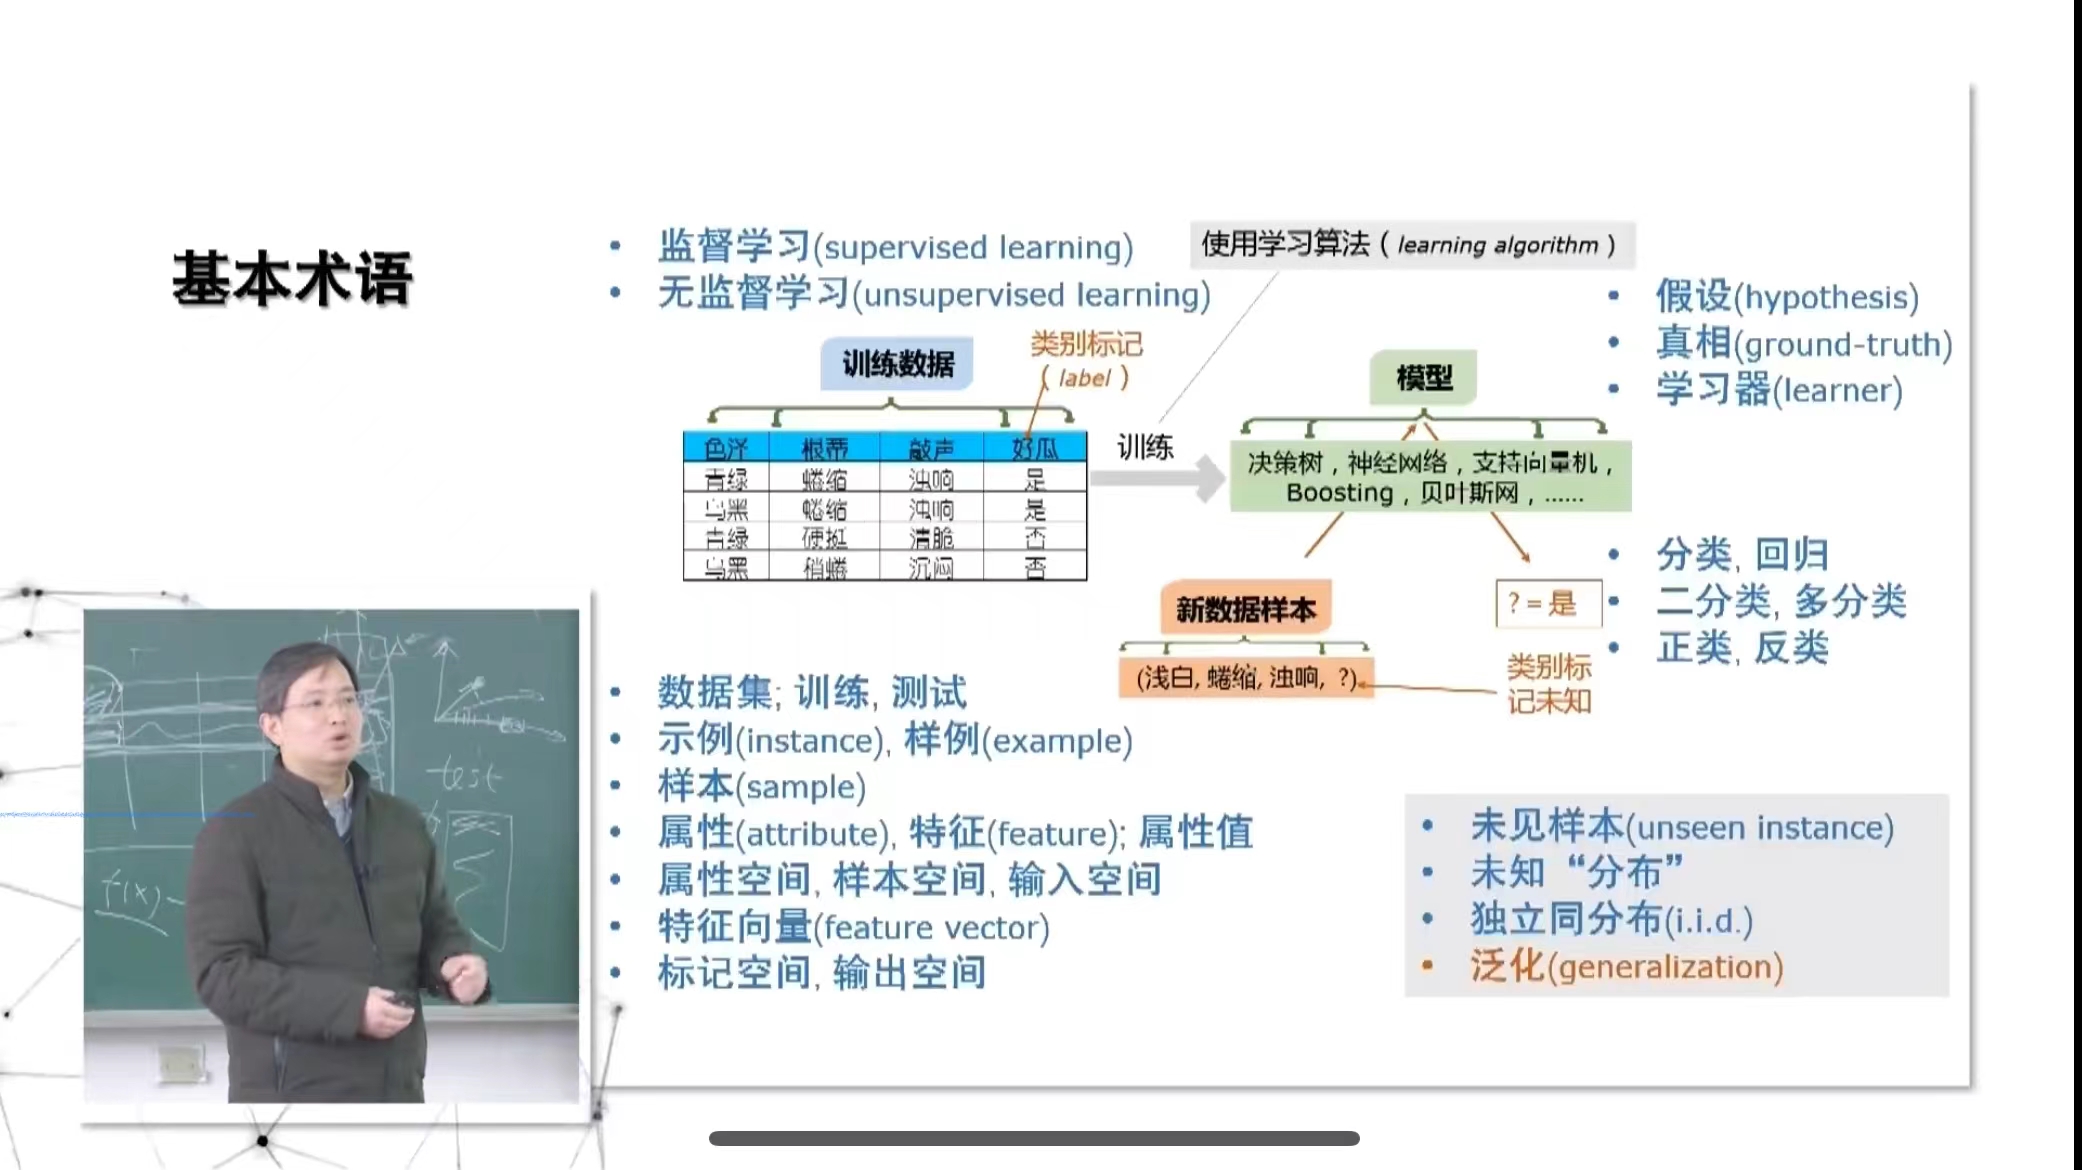 基本术语
监督学习(supervised learning)
无监督学习(unsupervised learning)
使用学习算法（learning algorithm）
假设(hypothesis)
真相(ground-truth)
学习器(learner)
训练数据
类别标记
（label）
模型
色泽 根蒂 敲声 好瓜
青绿 蜷缩 浊响 是
乌黑 蜷缩 浊响 是
青绿 硬挺 清脆 否
乌黑 稍蜷 沉闷 否
训练
决策树，神经网络，支持向量机，
Boosting，贝叶斯网，......
分类, 回归
二分类, 多分类
正类, 反类
新数据样本
(浅白, 蜷缩, 浊响, ?)
?=是
类别标
记未知
数据集; 训练, 测试
示例(instance), 样例(example)
样本(sample)
属性(attribute), 特征(feature); 属性值
属性空间, 样本空间, 输入空间
特征向量(feature vector)
标记空间, 输出空间
未见样本(unseen instance)
未知“分布”
独立同分布(i.i.d.)
泛化(generalization)
test
f(x)